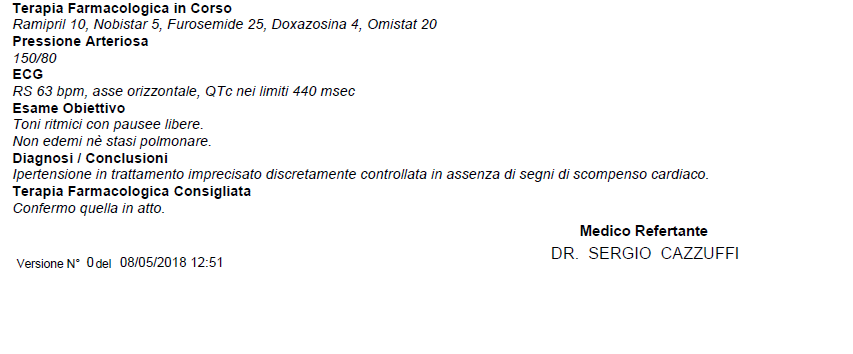 Terapia Farmacologica in Corso
Ramipril 10, Nobistar 5, Furosemide 25, Doxazosina 4, Omistat 20
Pressione Arteriosa
150/80
ECG
RS 63 bpm, asse orizzontale, QTc nei limiti 440 msec
Esame Obiettivo
Toni ritmici con pausee libere.
Non edemi nè stasi polmonare.
Diagnosi / Conclusioni
Ipertensione in trattamento imprecisato discretamente controllata in assenza di segni di scompenso cardiaco.
Terapia Farmacologica Consigliata
Confermo quella in atto.
Medico Refertante
DR. SERGIO CAZZUFFI
Versione N° 0 del 08/05/2018 12:51